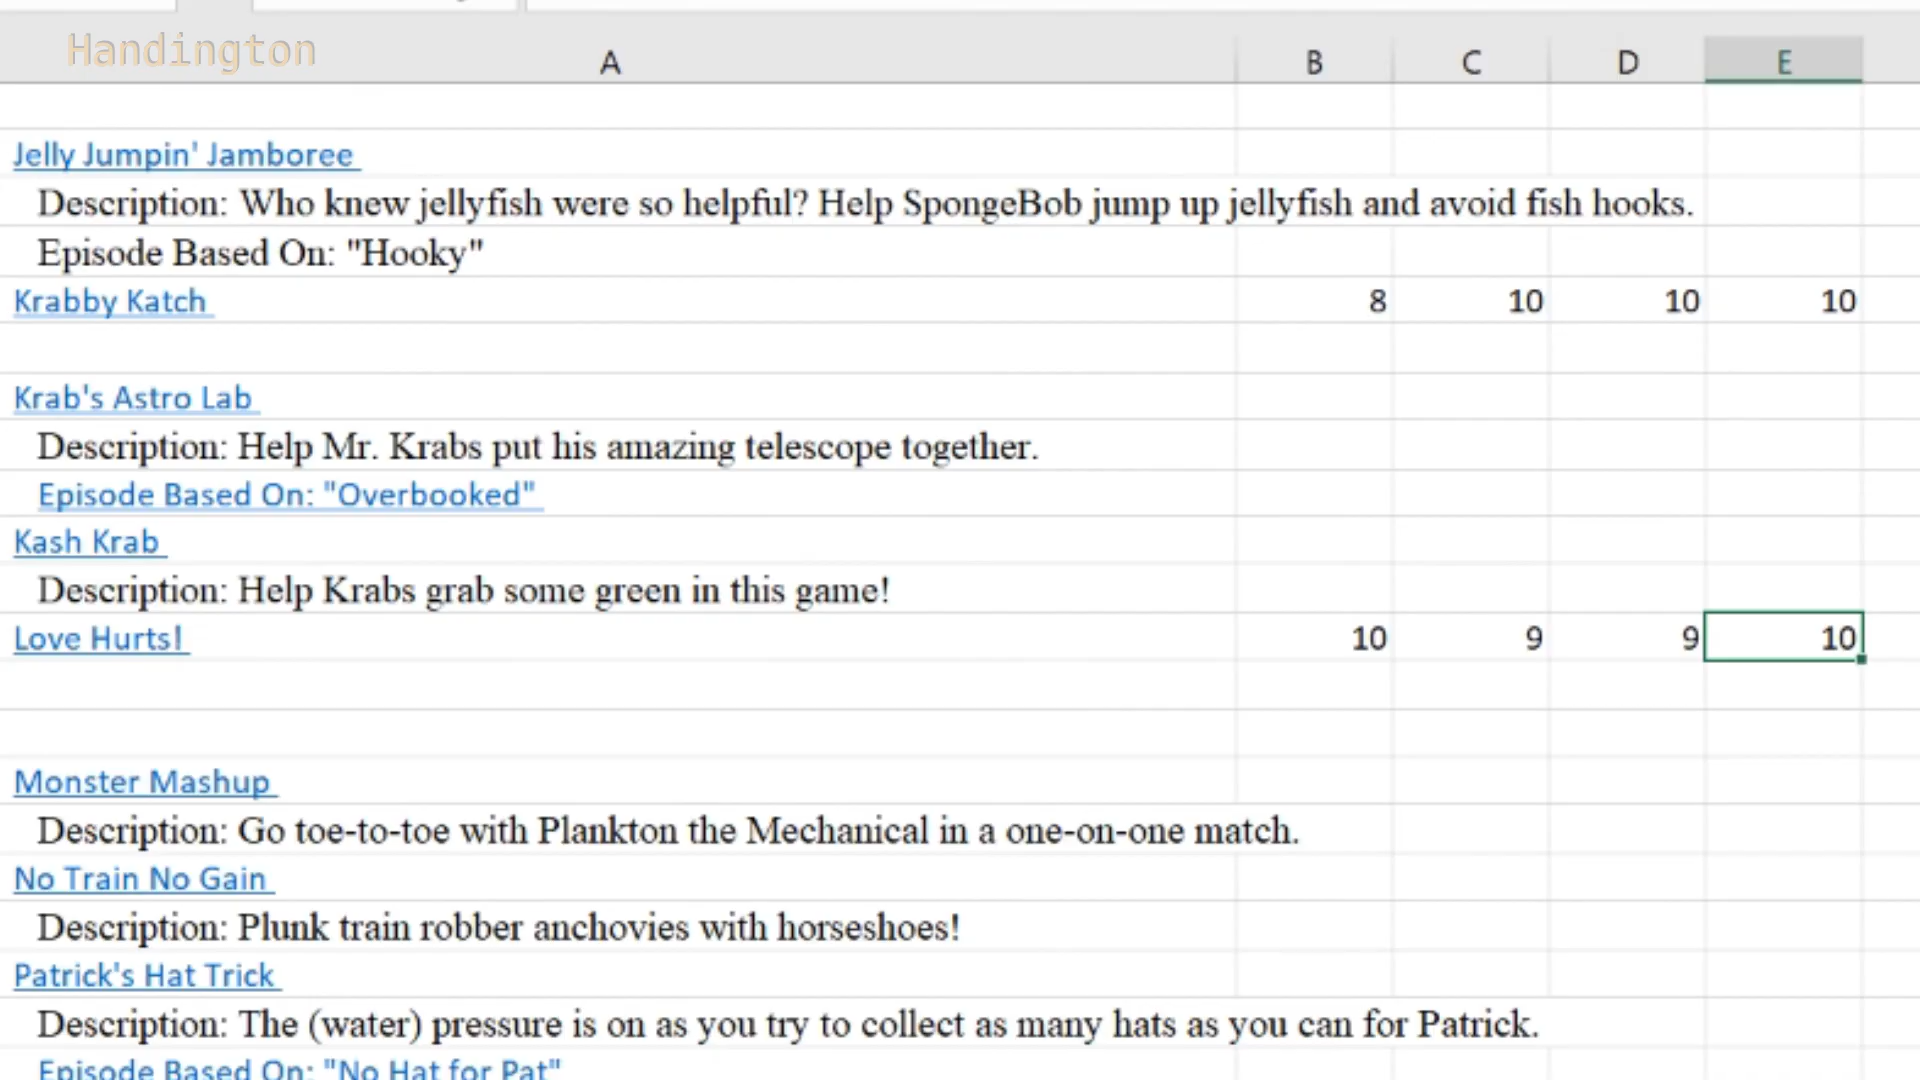 Handington
A B C D E
Jelly Jumpin' Jamboree
Description: Who knew jellyfish were so helpful? Help SpongeBob jump up jellyfish and avoid fish hooks.
Episode Based On: "Hooky"
Krabby Katch 8 10 10 10
Krab's Astro Lab
Description: Help Mr. Krabs put his amazing telescope together.
Episode Based On: "Overbooked"
Kash Krab
Description: Help Krabs grab some green in this game!
Love Hurts! 10 9 9 10
Monster Mashup
Description: Go toe-to-toe with Plankton the Mechanical in a one-on-one match.
No Train No Gain
Description: Plunk train robber anchovies with horseshoes!
Patrick's Hat Trick
Description: The (water) pressure is on as you try to collect as many hats as you can for Patrick.
Episode Based On: "No Hat for Pat"